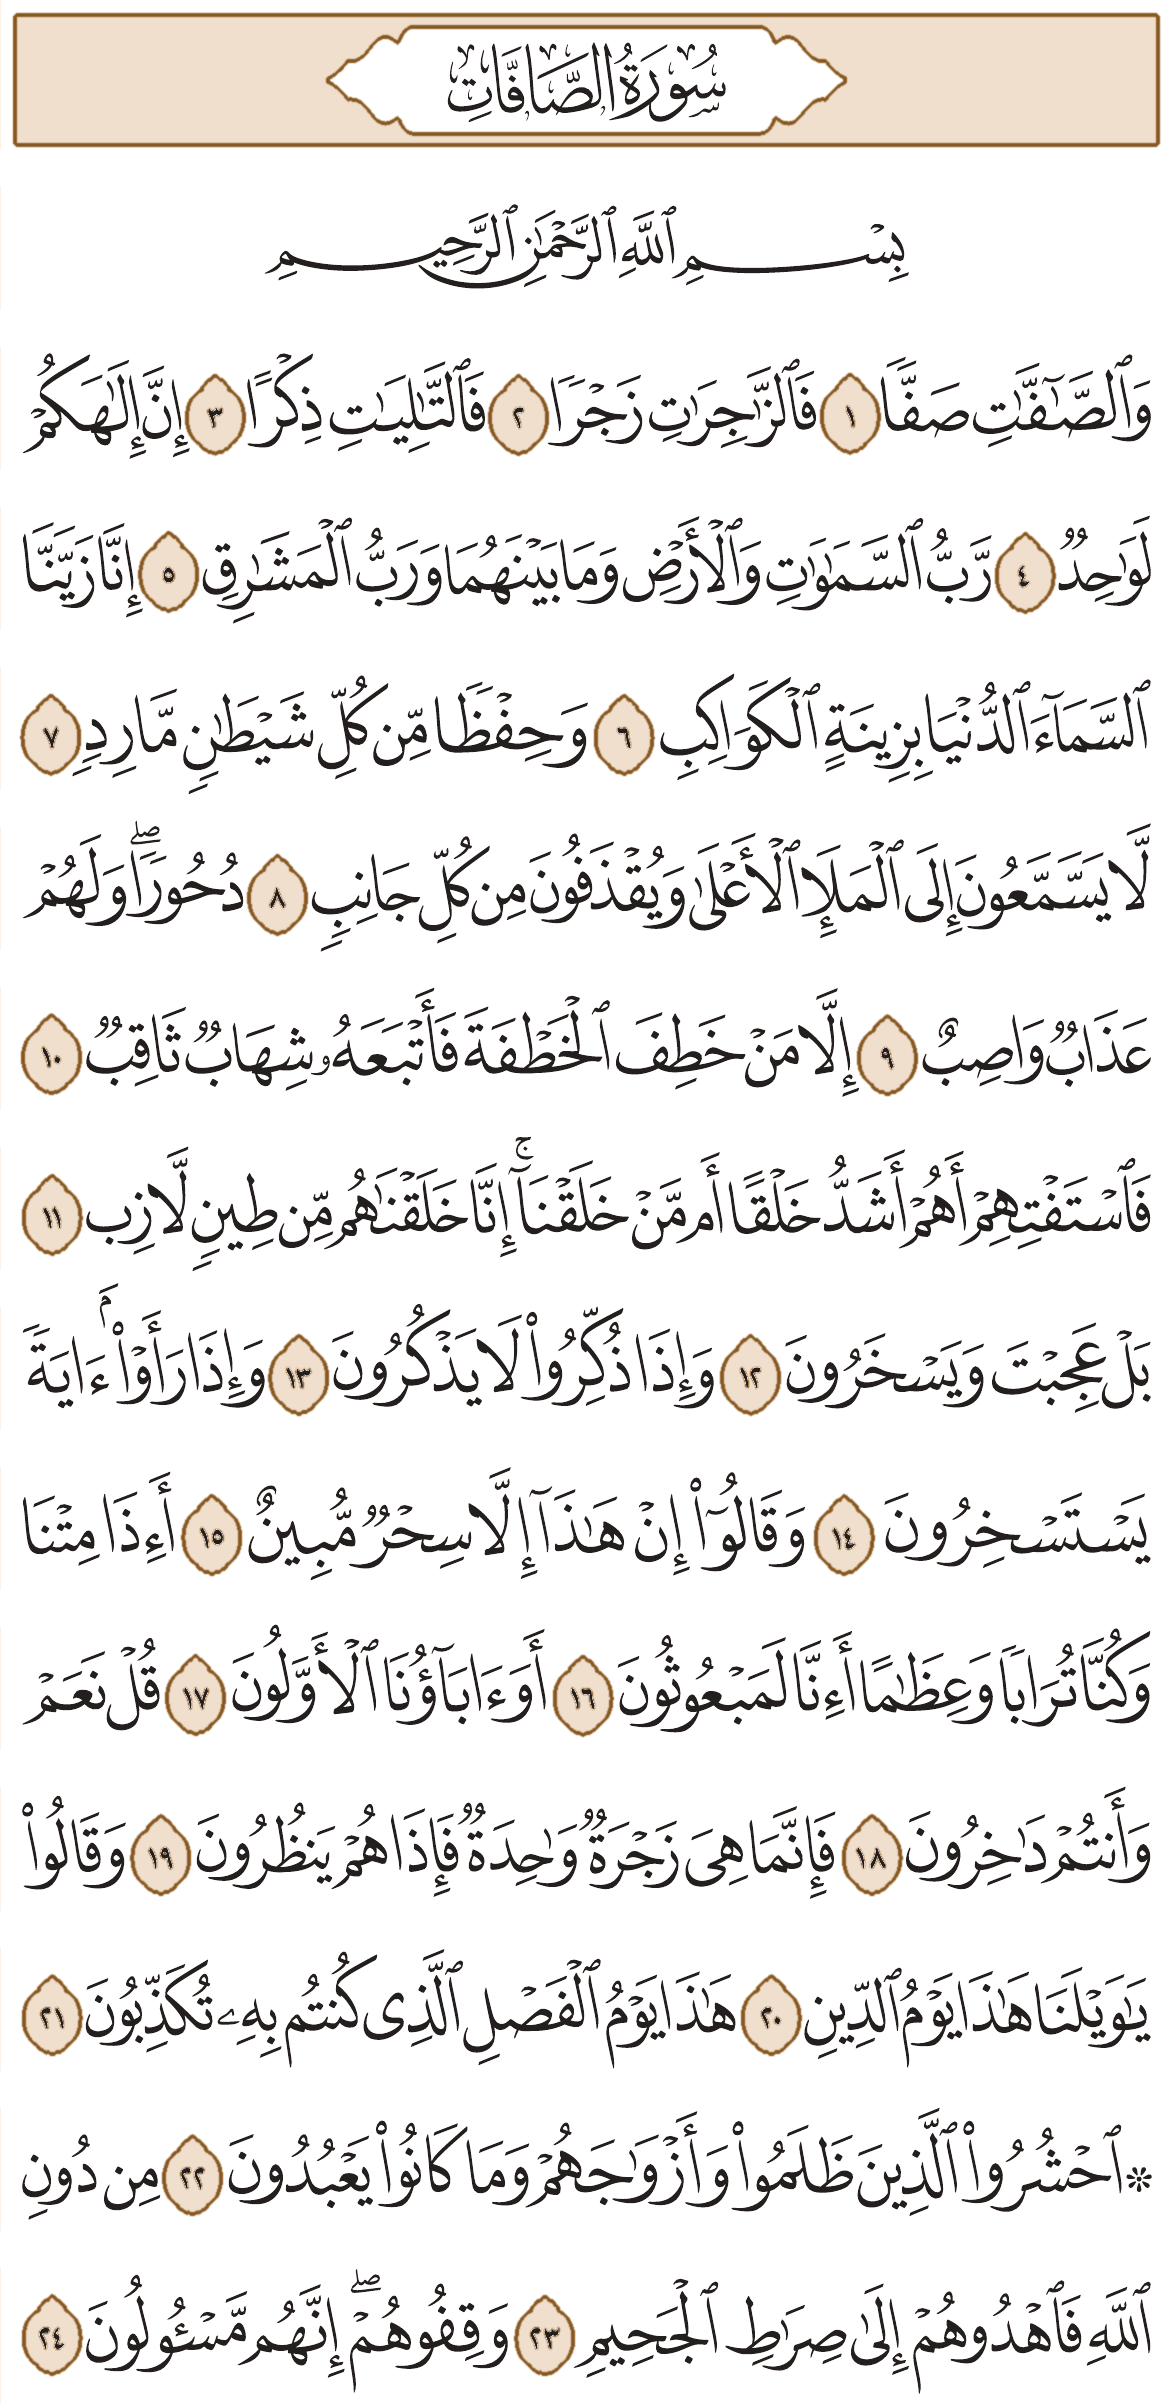 سُورَةُ الصَّافَّاتِ
بِسْمِ ٱللَّهِ ٱلرَّحْمَٰنِ ٱلرَّحِيمِ
وَٱلصَّٰٓفَّٰتِ صَفًّا ١ فَٱلزَّٰجِرَٰتِ زَجْرًا ٢ فَٱلتَّٰلِيَٰتِ ذِكْرًا ٣ إِنَّ إِلَٰهَكُمْ
لَوَٰحِدٌ ٤ رَّبُّ ٱلسَّمَٰوَٰتِ وَٱلْأَرْضِ وَمَا بَيْنَهُمَا وَرَبُّ ٱلْمَشَٰرِقِ ٥ إِنَّا زَيَّنَّا
ٱلسَّمَآءَ ٱلدُّنْيَا بِزِينَةٍ ٱلْكَوَاكِبِ ٦ وَحِفْظًا مِّن كُلِّ شَيْطَٰنٍ مَّارِدٍ ٧
لَّا يَسَّمَّعُونَ إِلَى ٱلْمَلَإِ ٱلْأَعْلَىٰ وَيُقْذَفُونَ مِن كُلِّ جَانِبٍ ٨ دُحُورًا ۖ وَلَهُمْ
عَذَابٌ وَاصِبٌ ٩ إِلَّا مَنْ خَطِفَ ٱلْخَطْفَةَ فَأَتْبَعَهُۥ شِهَابٌ ثَاقِبٌ ١٠
فَٱسْتَفْتِهِمْ أَهُمْ أَشَدُّ خَلْقًا أَم مَّنْ خَلَقْنَآ ۚ إِنَّا خَلَقْنَٰهُم مِّن طِينٍ لَّازِبٍ ١١
بَلْ عَجِبْتَ وَيَسْخَرُونَ ١٢ وَإِذَا ذُكِّرُوا۟ لَا يَذْكُرُونَ ١٣ وَإِذَا رَأَوْا۟ ءَايَةً
يَسْتَسْخِرُونَ ١٤ وَقَالُوٓا۟ إِنْ هَٰذَآ إِلَّا سِحْرٌ مُّبِينٌ ١٥ أَءِذَا مِتْنَا
وَكُنَّا تُرَابًا وَعِظَٰمًا أَءِنَّا لَمَبْعُوثُونَ ١٦ أَوَءَابَآؤُنَا ٱلْأَوَّلُونَ ١٧ قُلْ نَعَمْ
وَأَنتُمْ دَٰخِرُونَ ١٨ فَإِنَّمَا هِىَ زَجْرَةٌ وَٰحِدَةٌ فَإِذَا هُمْ يَنظُرُونَ ١٩ وَقَالُوا۟
يَٰوَيْلَنَا هَٰذَا يَوْمُ ٱلدِّينِ ٢٠ هَٰذَا يَوْمُ ٱلْفَصْلِ ٱلَّذِى كُنتُم بِهِۦ تُكَذِّبُونَ ٢١
۞ ٱحْشُرُوا۟ ٱلَّذِينَ ظَلَمُوا۟ وَأَزْوَٰجَهُمْ وَمَا كَانُوا۟ يَعْبُدُونَ ٢٢ مِن دُونِ
ٱللَّهِ فَٱهْدُوهُمْ إِلَىٰ صِرَٰطِ ٱلْجَحِيمِ ٢٣ وَقِفُوهُمْ ۖ إِنَّهُم مَّسْـُٔولُونَ ٢٤